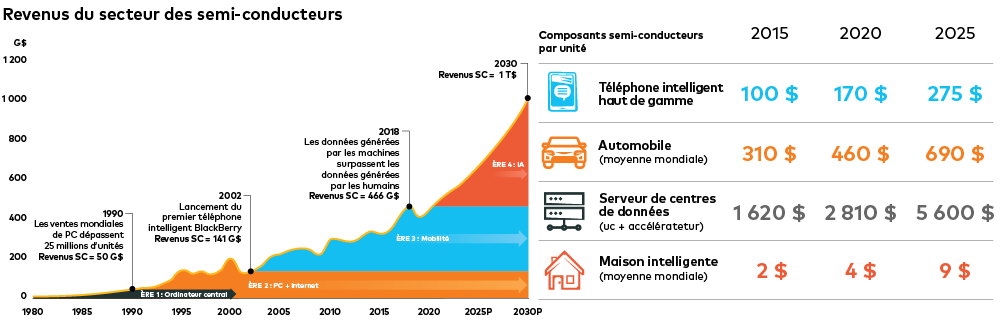 Revenus du secteur des semi-conducteurs
G$
1 200
1 000
800
600
400
200
0
1980
1985
1990
1995
2000
2005
2010
2015
2020
2025P
2030P
1990
Les ventes mondiales
de PC dépassent
25 millions d'unités
Revenus SC = 50 G$
2002
Lancement du
premier téléphone
intelligent BlackBerry
Revenus SC = 141 G$
2018
Les données générées
par les machines
surpassent les
données générées
par les humains
Revenus SC = 466 G$
2030
Revenus SC = 1 T$
ÈRE 1 : Ordinateur central
ÈRE 2 : PC + Internet
ÈRE 3 : Mobilité
ÈRE 4 : IA
Composants semi-conducteurs
par unité
2015
2020
2025
Téléphone intelligent
haut de gamme
100 $
170 $
275 $
Automobile
(moyenne mondiale)
310 $
460 $
690 $
Serveur de centres
de données
(uc + accélératetur)
1 620 $
2 810 $
5 600 $
Maison intelligente
(moyenne mondiale)
2 $
4 $
9 $